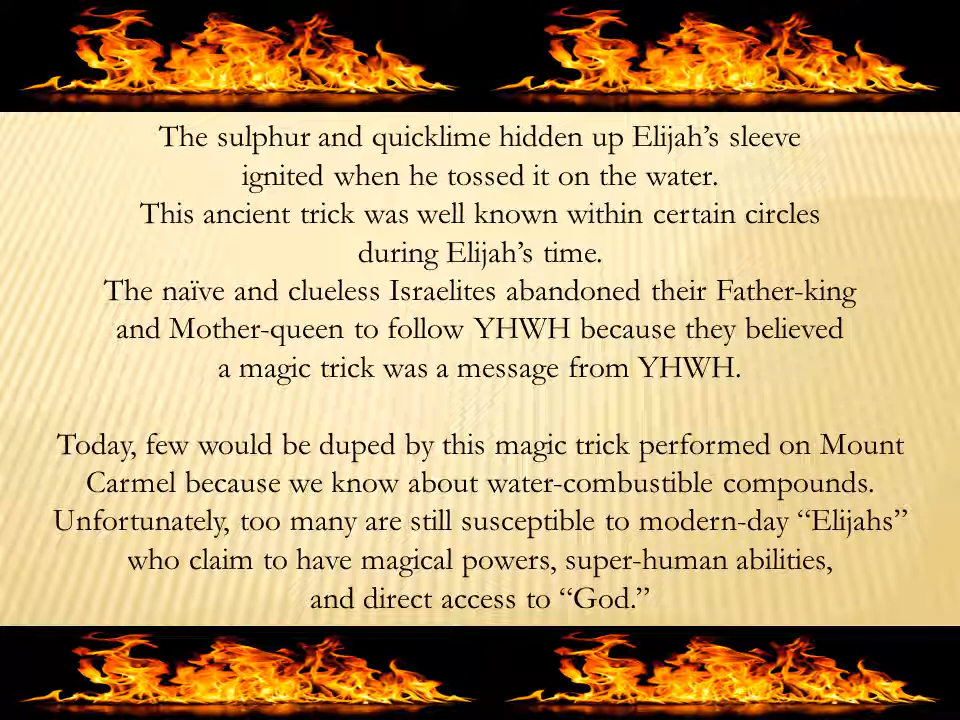 The sulphur and quicklime hidden up Elijah’s sleeve
ignited when he tossed it on the water.
This ancient trick was well known within certain circles
during Elijah’s time.
The naïve and clueless Israelites abandoned their Father-king
and Mother-queen to follow YHWH because they believed
a magic trick was a message from YHWH.
Today, few would be duped by this magic trick performed on Mount
Carmel because we know about water-combustible compounds.
Unfortunately, too many are still susceptible to modern-day “Elijahs”
who claim to have magical powers, super-human abilities,
and direct access to “God.”